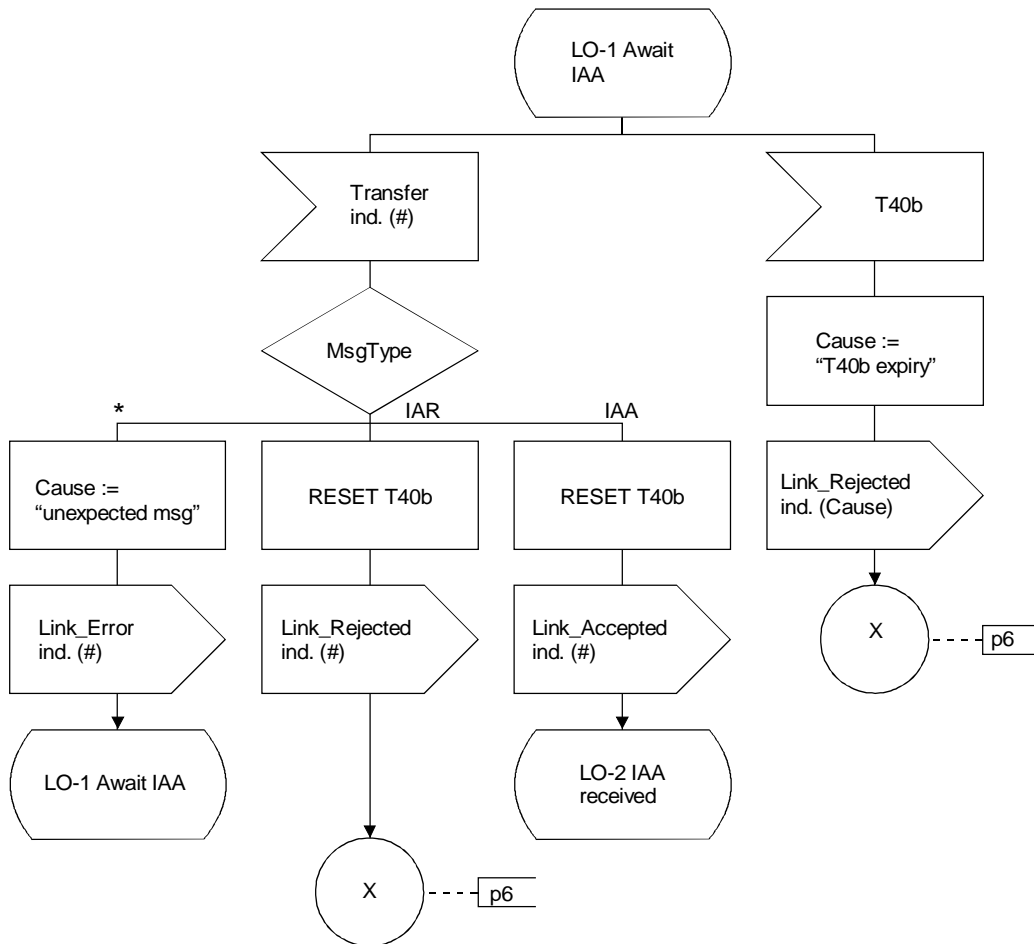 LO-1 Await
IAA
Transfer
ind. (#)
T40b
MsgType
Cause :=
“T40b expiry”
*
IAR
IAA
Cause :=
“unexpected msg”
RESET T40b
RESET T40b
Link_Rejected
ind. (Cause)
Link_Error
ind. (#)
Link_Rejected
ind. (#)
Link_Accepted
ind. (#)
X
p6
LO-1 Await IAA
LO-2 IAA
received
X
p6